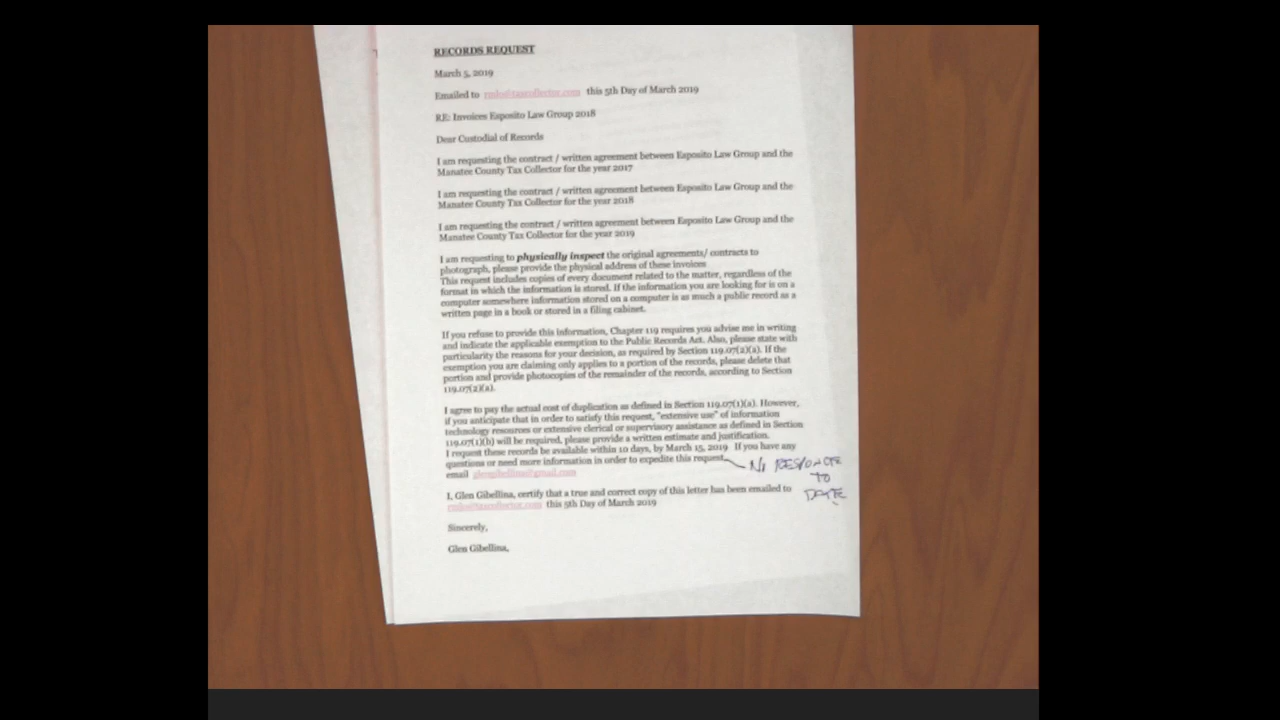 RECORDS REQUEST
March 5, 2019
Emailed to this 5th Day of March 2019
RE: Invoices Esposito Law Group 2018
Dear Custodial of Records
I am requesting the contract / written agreement between Esposito Law Group and the
Manatee County Tax Collector for the year 2017
I am requesting the contract / written agreement between Esposito Law Group and the
Manatee County Tax Collector for the year 2018
I am requesting the contract / written agreement between Esposito Law Group and the
Manatee County Tax Collector for the year 2019
I am requesting to physically inspect the original agreements/ contracts to
photograph, please provide the physical address of these invoices
This request includes copies of every document related to the matter, regardless of the
format in which the information is stored. If the information you are looking for is on a
computer somewhere information stored on a computer is as much a public record as a
written page in a book or stored in a filing cabinet.
If you refuse to provide this information, Chapter 119 requires you advise me in writing
and indicate the applicable exemption to the Public Records Act. Also, please state with
particularity the reasons for your decision, as required by Section 119.07(2)(a). If the
exemption you are claiming only applies to a portion of the records, please delete that
portion and provide photocopies of the remainder of the records, according to Section
119.07(2)(a).
I agree to pay the actual cost of duplication as defined in Section 119.07(1)(a). However,
if you anticipate that in order to satisfy this request, "extensive use" of information
technology resources or extensive clerical or supervisory assistance as defined in Section
119.07(1)(b) will be required, please provide a written estimate and justification.
I request these records be available within 10 days, by March 15, 2019 If you have any
questions or need more information in order to expedite this request
email glengibellina@gmail.com
NO RESPONSE
TO
DATE
I, Glen Gibellina, certify that a true and correct copy of this letter has been emailed to
this 5th Day of March 2019
Sincerely,
Glen Gibellina,